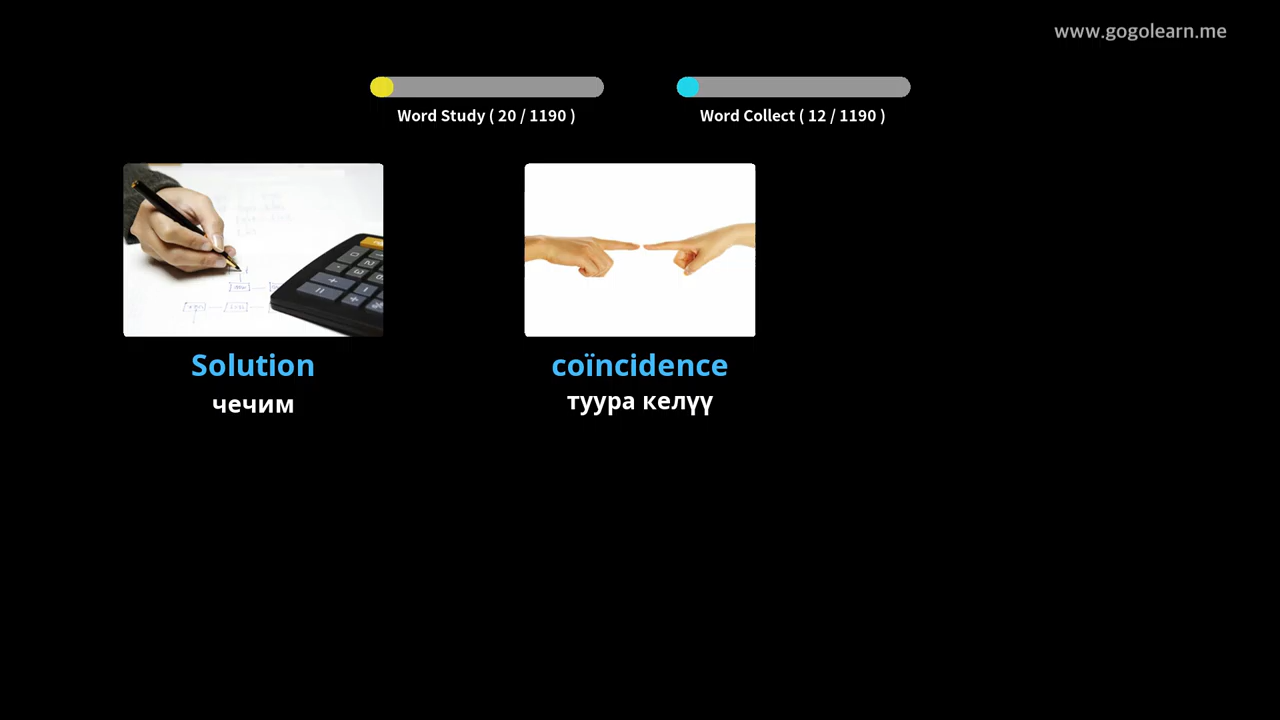 www.gogolearn.me
Word Study ( 20 / 1190 )
Word Collect ( 12 / 1190 )
Solution
чечим
coïncidence
туура келүү